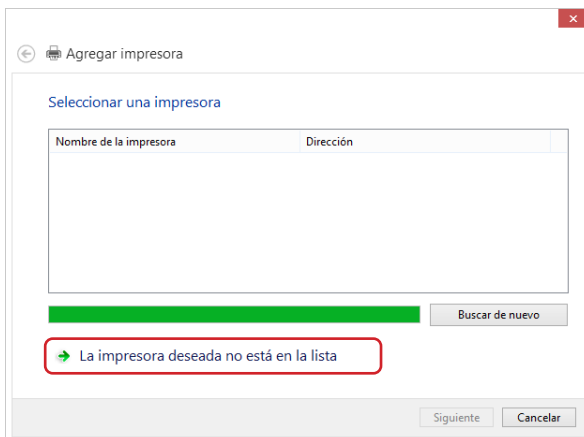 Agregar impresora
Seleccionar una impresora
Nombre de la impresora Dirección
Buscar de nuevo
La impresora deseada no está en la lista
Siguiente Cancelar